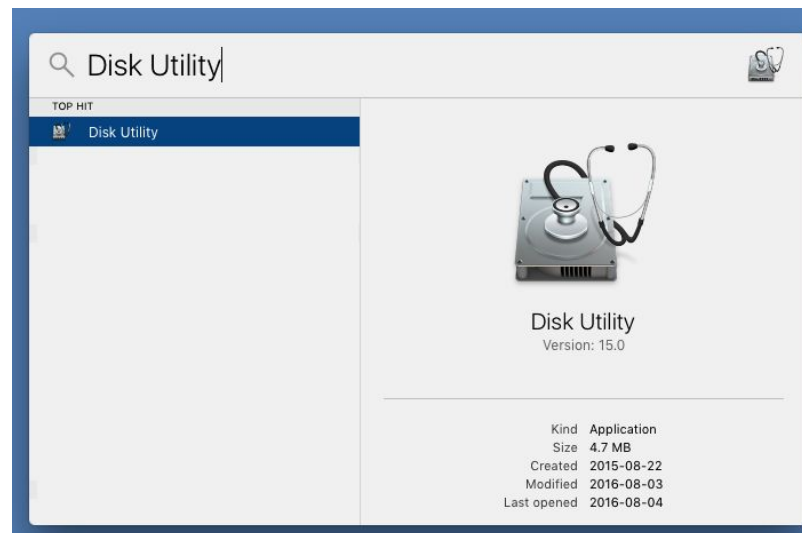 Disk Utility
TOP HIT
Disk Utility
Disk Utility
Version: 15.0
Kind Application
Size 4.7 MB
Created 2015-08-22
Modified 2016-08-03
Last opened 2016-08-04